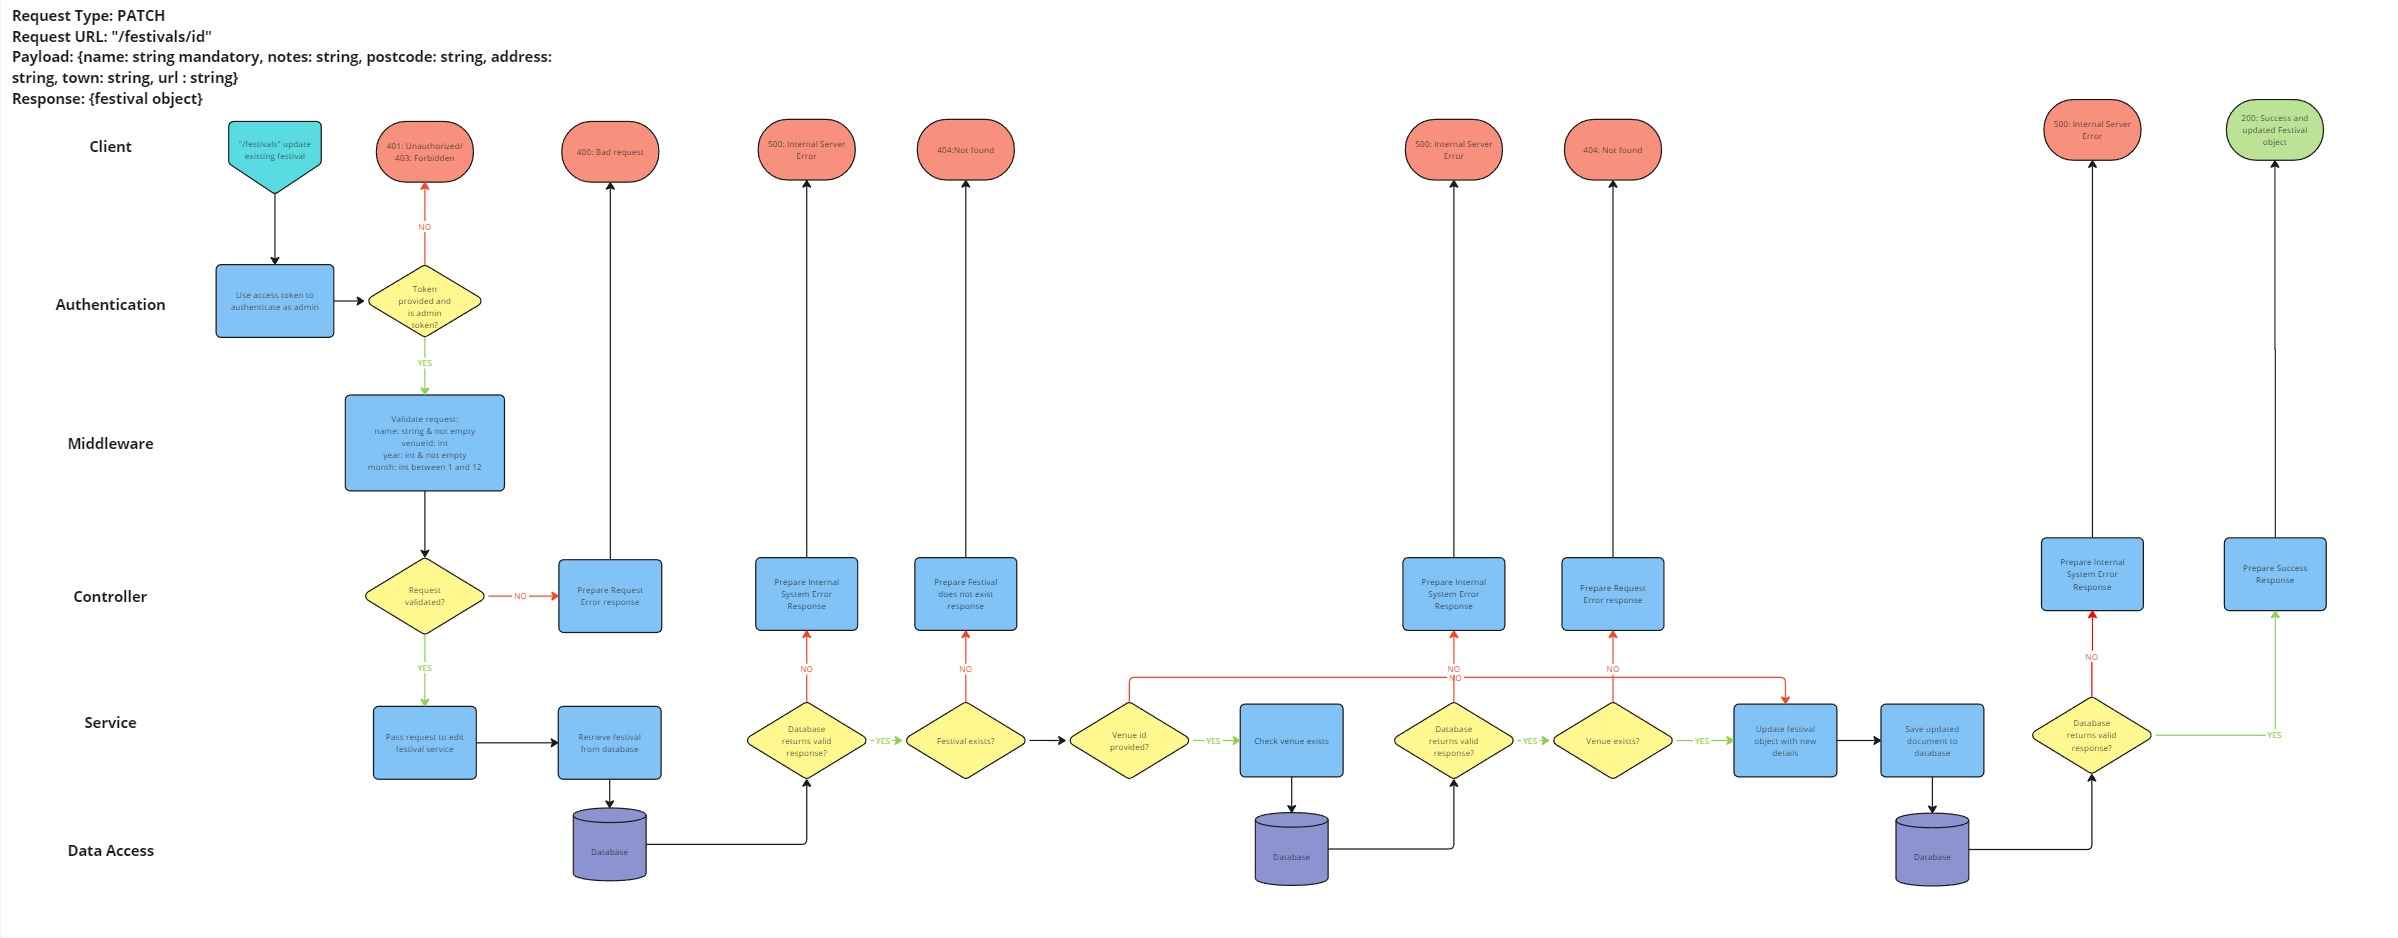 Request Type: PATCH
Request URL: "/festivals/id"
Payload: {name: string mandatory, notes: string, postcode: string, address:
string, town: string, url : string}
Response: {festival object}
Client
"/festivals" update
existing festival
401: Unauthorized/
403: Forbidden
400: Bad request
500: Internal Server
Error
404:Not found
500: Internal Server
Error
404: Not found
500: Internal Server
Error
200: Success and
updated Festival
object
NO
Authentication
Use access token to
authenticate as admin
Token
provided and
is admin
token?
YES
Middleware
Validate request:
name: string & not empty
venueId: int
year: int & not empty
month: int between 1 and 12
Controller
Request
validated?
NO
Prepare Request
Error response
Prepare Internal
System Error
Response
Prepare Festival
does not exist
response
Prepare Internal
System Error
Response
Prepare Request
Error response
Prepare Internal
System Error
Response
Prepare Success
Response
YES
NO
NO
NO
NO
NO
NO
Service
Pass request to edit
festival service
Retrieve festival
from database
Database
returns valid
response?
YES
Festival exists?
Venue id
provided?
YES
Check venue exists
Database
returns valid
response?
YES
Venue exists?
YES
Update festival
object with new
details
Save updated
document to
database
Database
returns valid
response?
YES
Data Access
Database
Database
Database